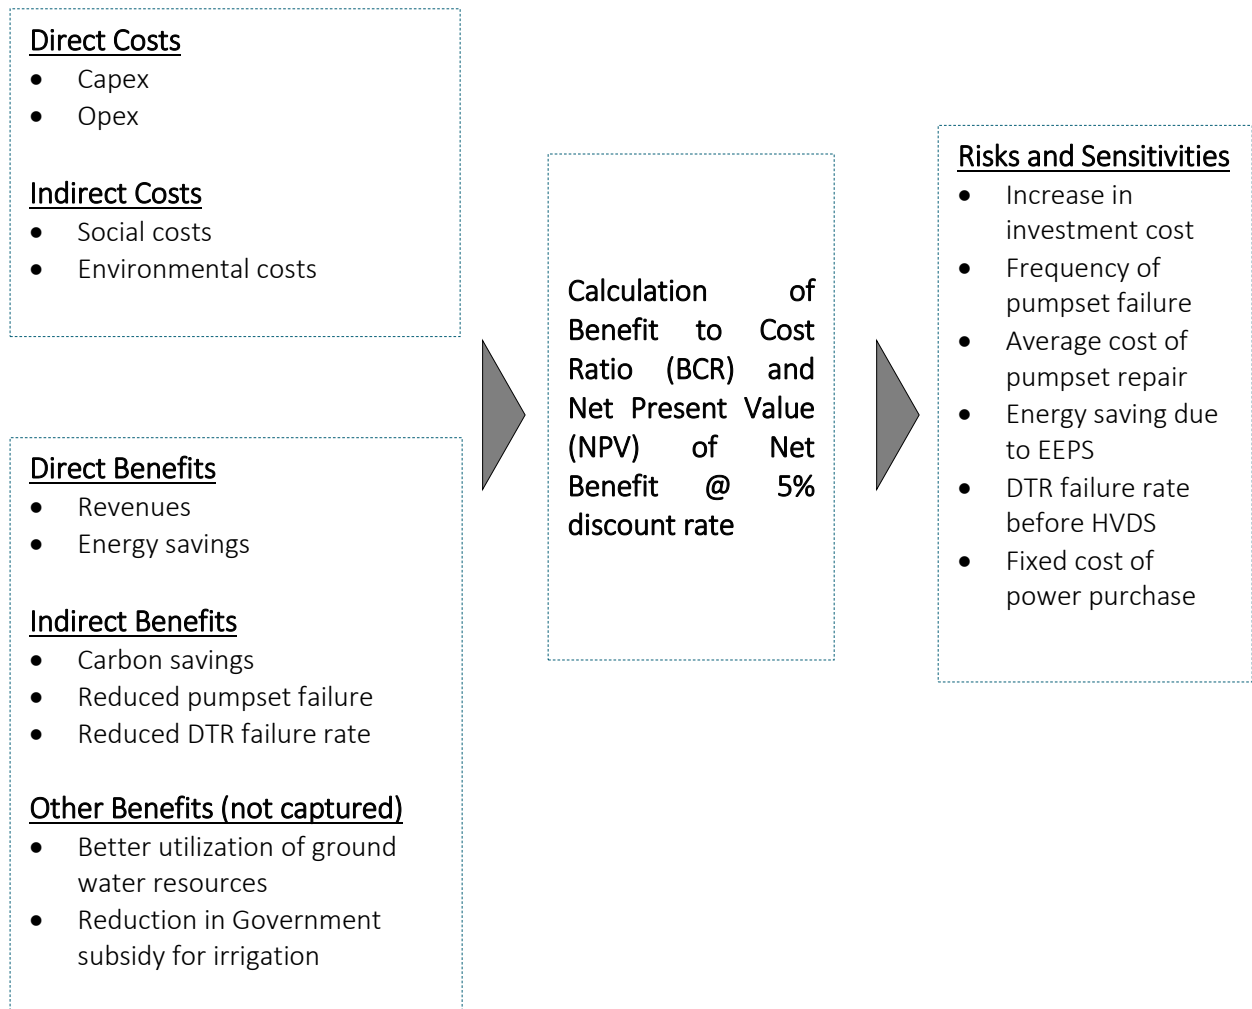 Direct Costs
• Capex
• Opex
Indirect Costs
• Social costs
• Environmental costs
Direct Benefits
• Revenues
• Energy savings
Indirect Benefits
• Carbon savings
• Reduced pumpset failure
• Reduced DTR failure rate
Other Benefits (not captured)
• Better utilization of ground
water resources
• Reduction in Government
subsidy for irrigation
Calculation of
Benefit to Cost
Ratio (BCR) and
Net Present Value
(NPV) of Net
Benefit @ 5%
discount rate
Risks and Sensitivities
• Increase in
investment cost
• Frequency of
pumpset failure
• Average cost of
pumpset repair
• Energy saving due
to EEPS
• DTR failure rate
before HVDS
• Fixed cost of
power purchase